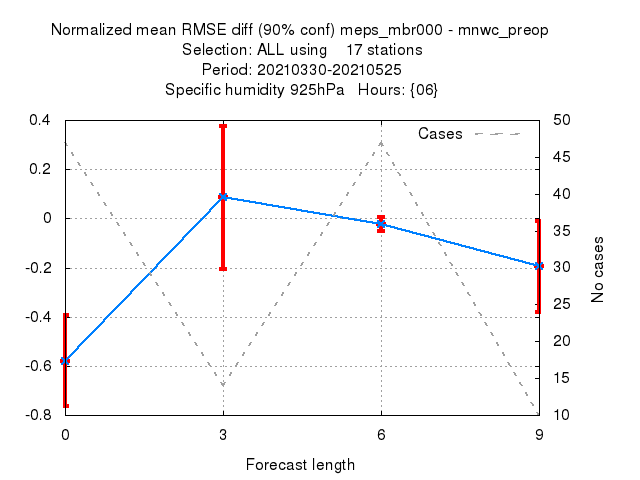 Normalized mean RMSE diff (90% conf) meps_mbr000 - mnwc_preop
Selection: ALL using 17 stations
Period: 20210330-20210525
Specific humidity 925hPa Hours: {06}
Cases
0.4
0.2
0
-0.2
-0.4
-0.6
-0.8
50
45
40
35
30
25
20
15
10
No cases
0 3 6 9
Forecast length